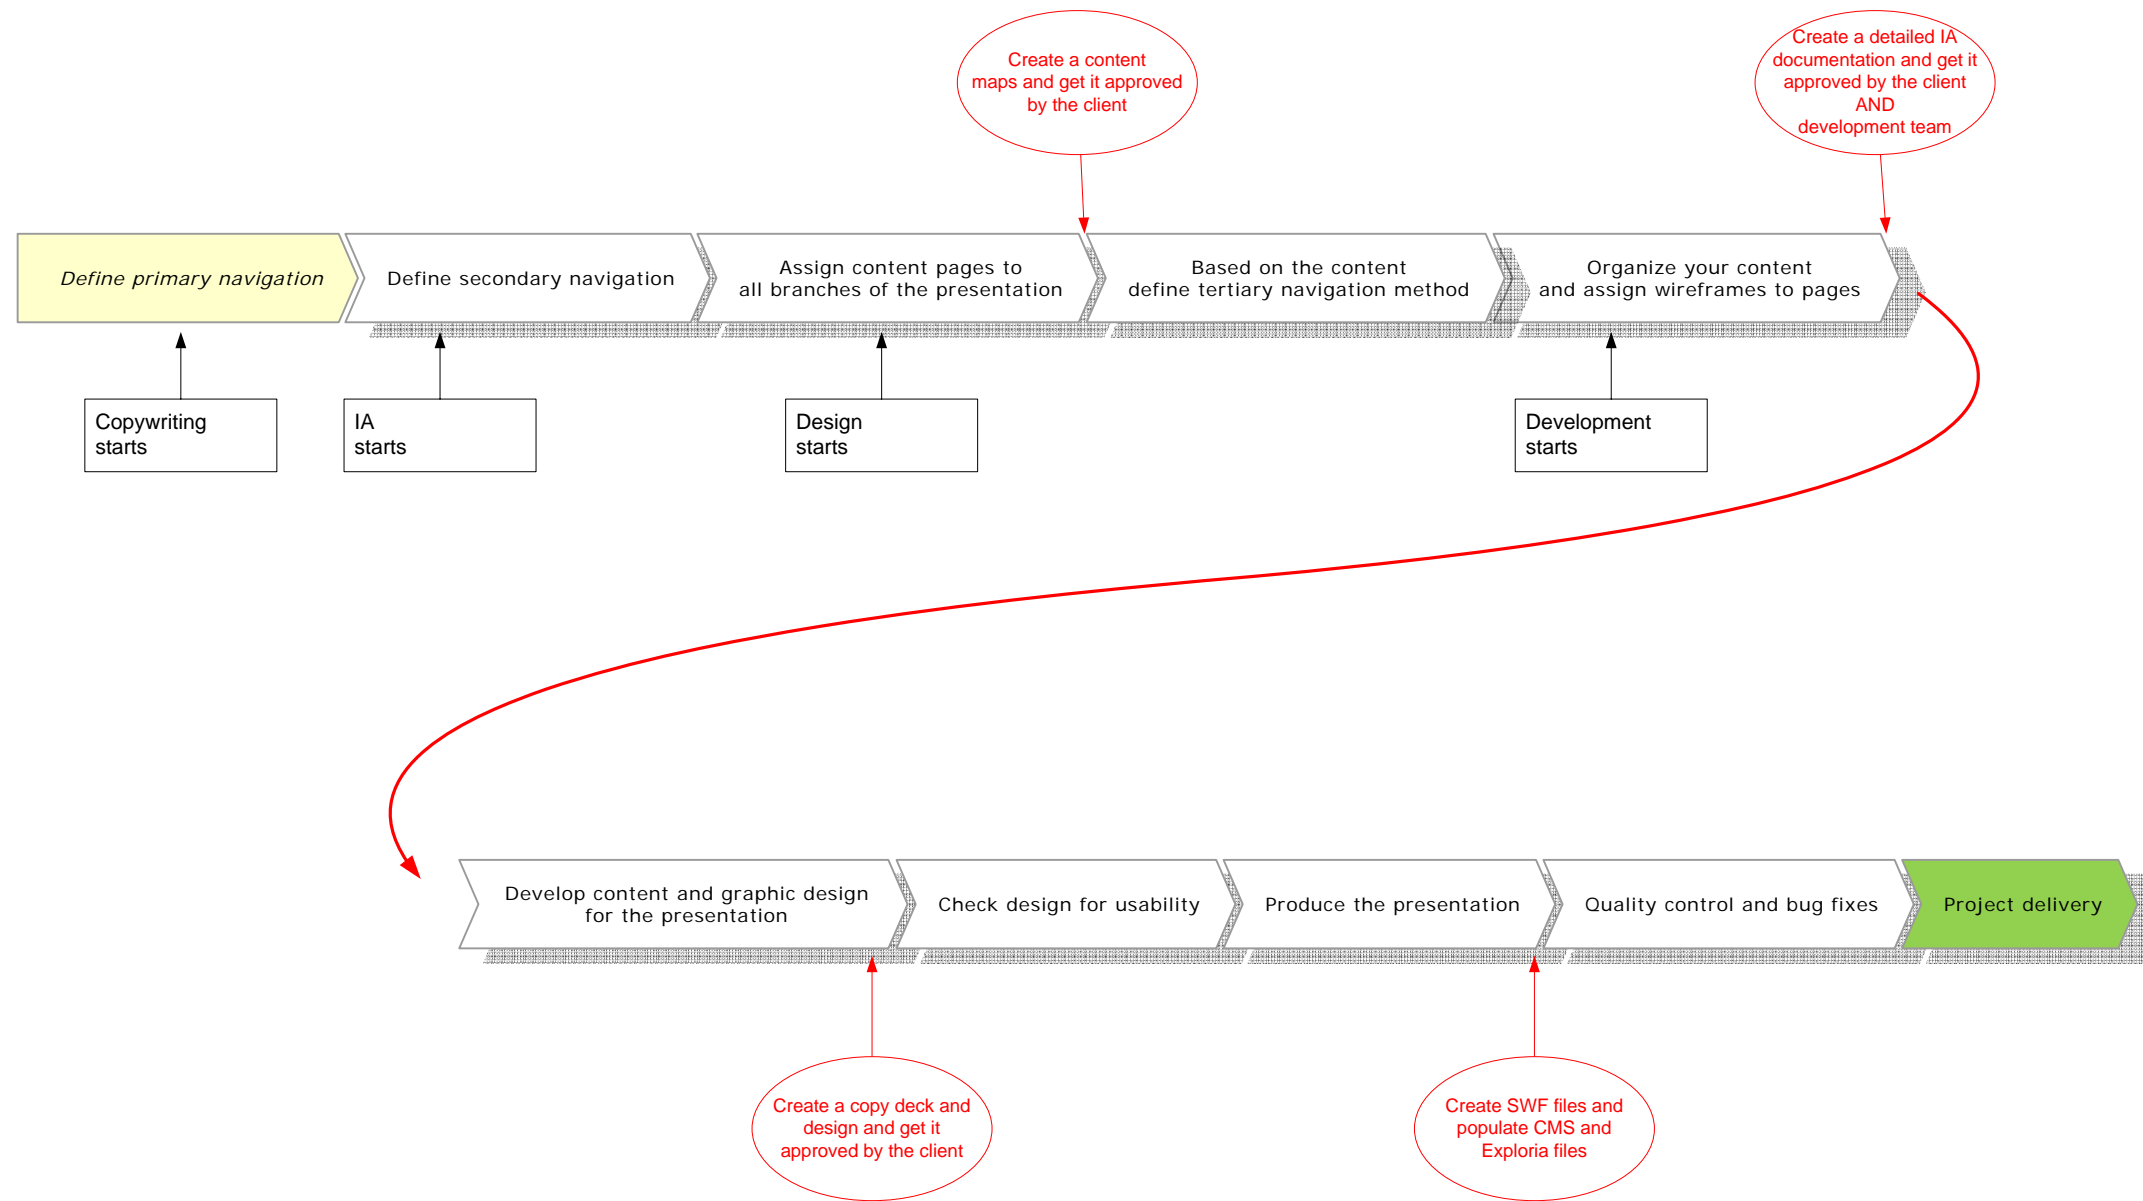 Create a content
maps and get it approved
by the client
Create a detailed IA
documentation and get it
approved by the client
AND
development team
Define primary navigation
Define secondary navigation
Assign content pages to
all branches of the presentation
Based on the content
define tertiary navigation method
Organize your content
and assign wireframes to pages
Copywriting
starts
IA
starts
Design
starts
Development
starts
Develop content and graphic design
for the presentation
Check design for usability
Produce the presentation
Quality control and bug fixes
Project delivery
Create a copy deck and
design and get it
approved by the client
Create SWF files and
populate CMS and
Exploria files